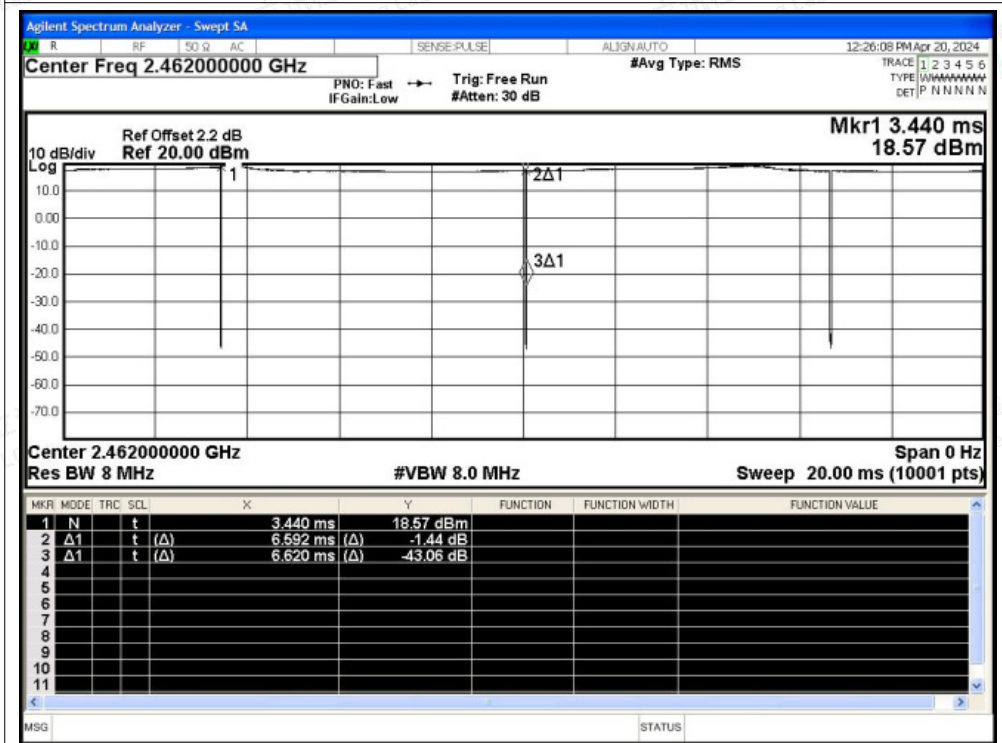 Agilent Spectrum Analyzer - Swept SA
LXI R RF 50 Ω AC SENSE:PULSE ALIGN AUTO 12:26:08 PM Apr 20, 2024
Center Freq 2.462000000 GHz #Avg Type: RMS TRACE 1 2 3 4 5 6
PNO: Fast Trig: Free Run TYPE WWWWWW
IFGain:Low #Atten: 30 dB DET P N N N N N
Mkr1 3.440 ms
Ref Offset 2.2 dB
10 dB/div Ref 20.00 dBm 18.57 dBm
Log
1 2Δ1
10.0
0.00
-10.0
3Δ1
-20.0
-30.0
-40.0
-50.0
-60.0
-70.0
Center 2.462000000 GHz Span 0 Hz
Res BW 8 MHz #VBW 8.0 MHz Sweep 20.00 ms (10001 pts)
MKR MODE TRC SCL X Y FUNCTION FUNCTION WIDTH FUNCTION VALUE
1 N t 3.440 ms 18.57 dBm
2 Δ1 t (Δ) 6.592 ms (Δ) -1.44 dB
3 Δ1 t (Δ) 6.620 ms (Δ) -43.06 dB
4
5
6
7
8
9
10
11
MSG STATUS